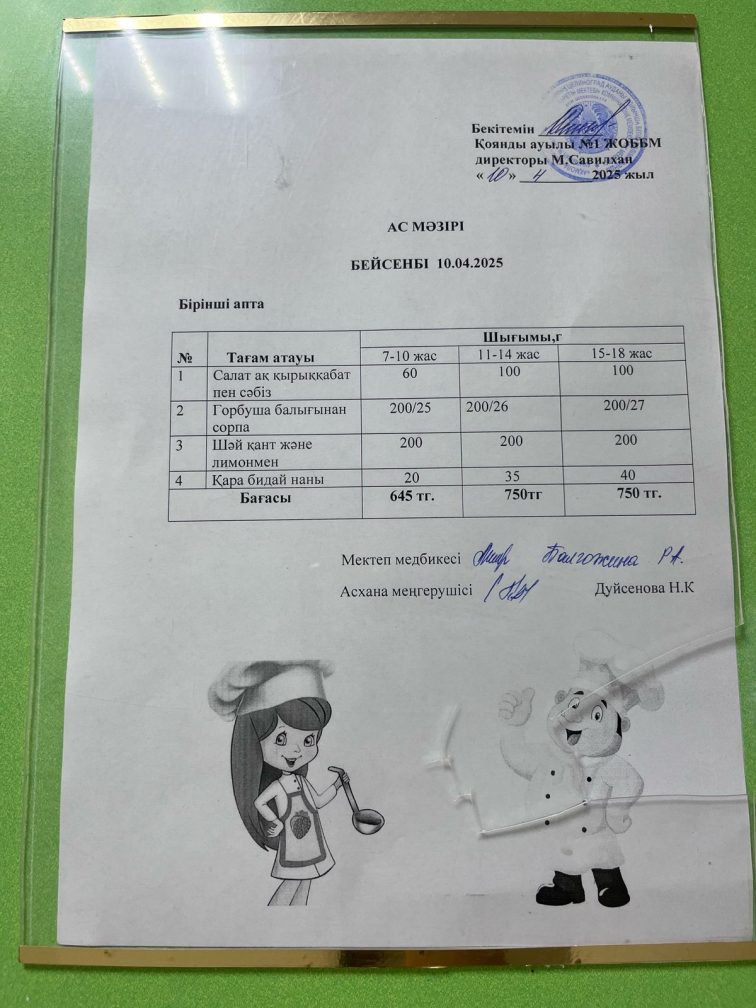 Бекітемін
Қоянды ауылы №1 ЖОББМ
директоры М.Савилхан
« 10 » 4 2025 жыл
АС МӘЗІРІ
БЕЙСЕНБІ 10.04.2025
Бірінші апта
Шығымы,г
№ Тағам атауы 7-10 жас 11-14 жас 15-18 жас
1 Салат ақ қырыққабат 60 100 100
пен сәбіз
2 Горбуша балығынан 200/25 200/26 200/27
сорпа
3 Шәй қант және 200 200 200
лимонмен
4 Қара бидай наны 20 35 40
Бағасы 645 тг. 750тг 750 тг.
Мектеп медбикесі Балгожина Р.А.
Асхана меңгерушісі Дуйсенова Н.К